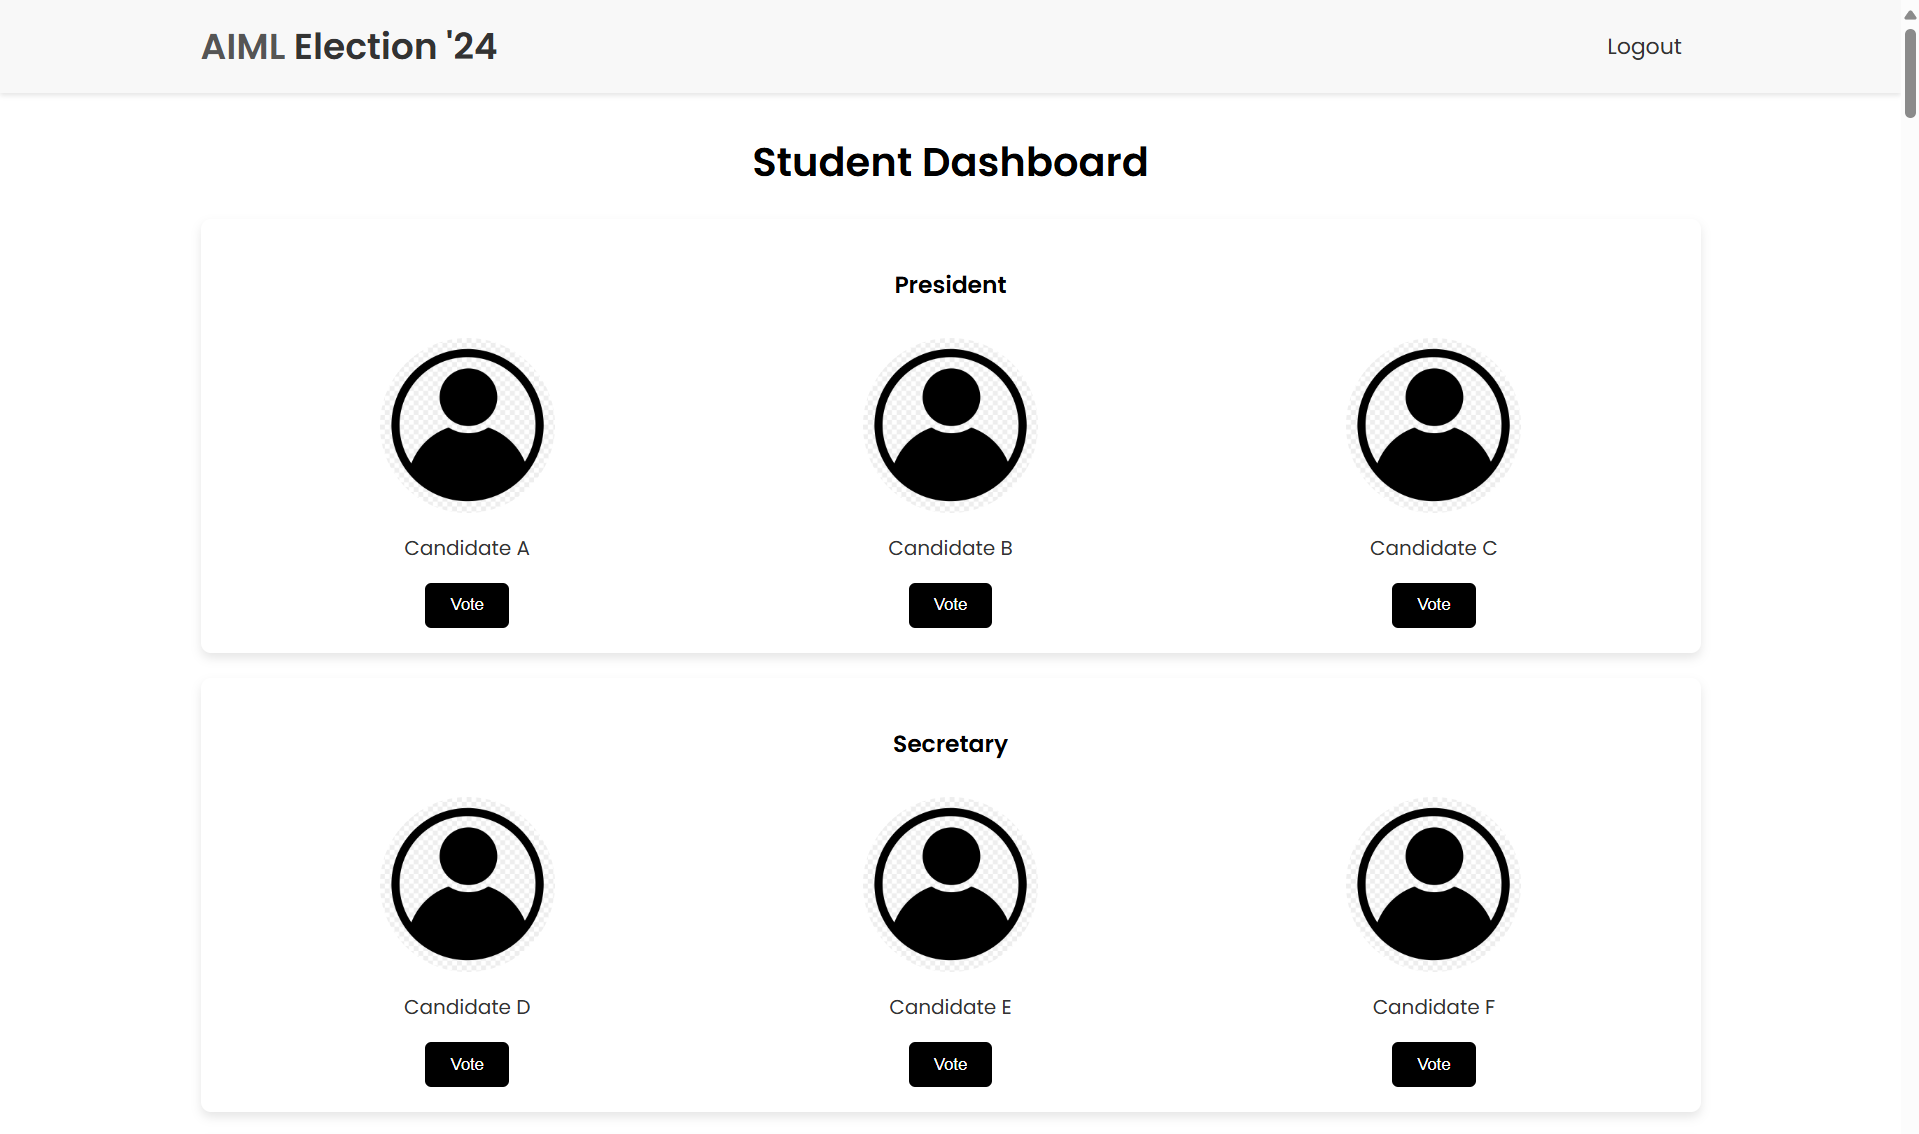 AIML Election '24
Logout
Student Dashboard
President
Candidate A
Candidate B
Candidate C
Vote
Vote
Vote
Secretary
Candidate D
Candidate E
Candidate F
Vote
Vote
Vote